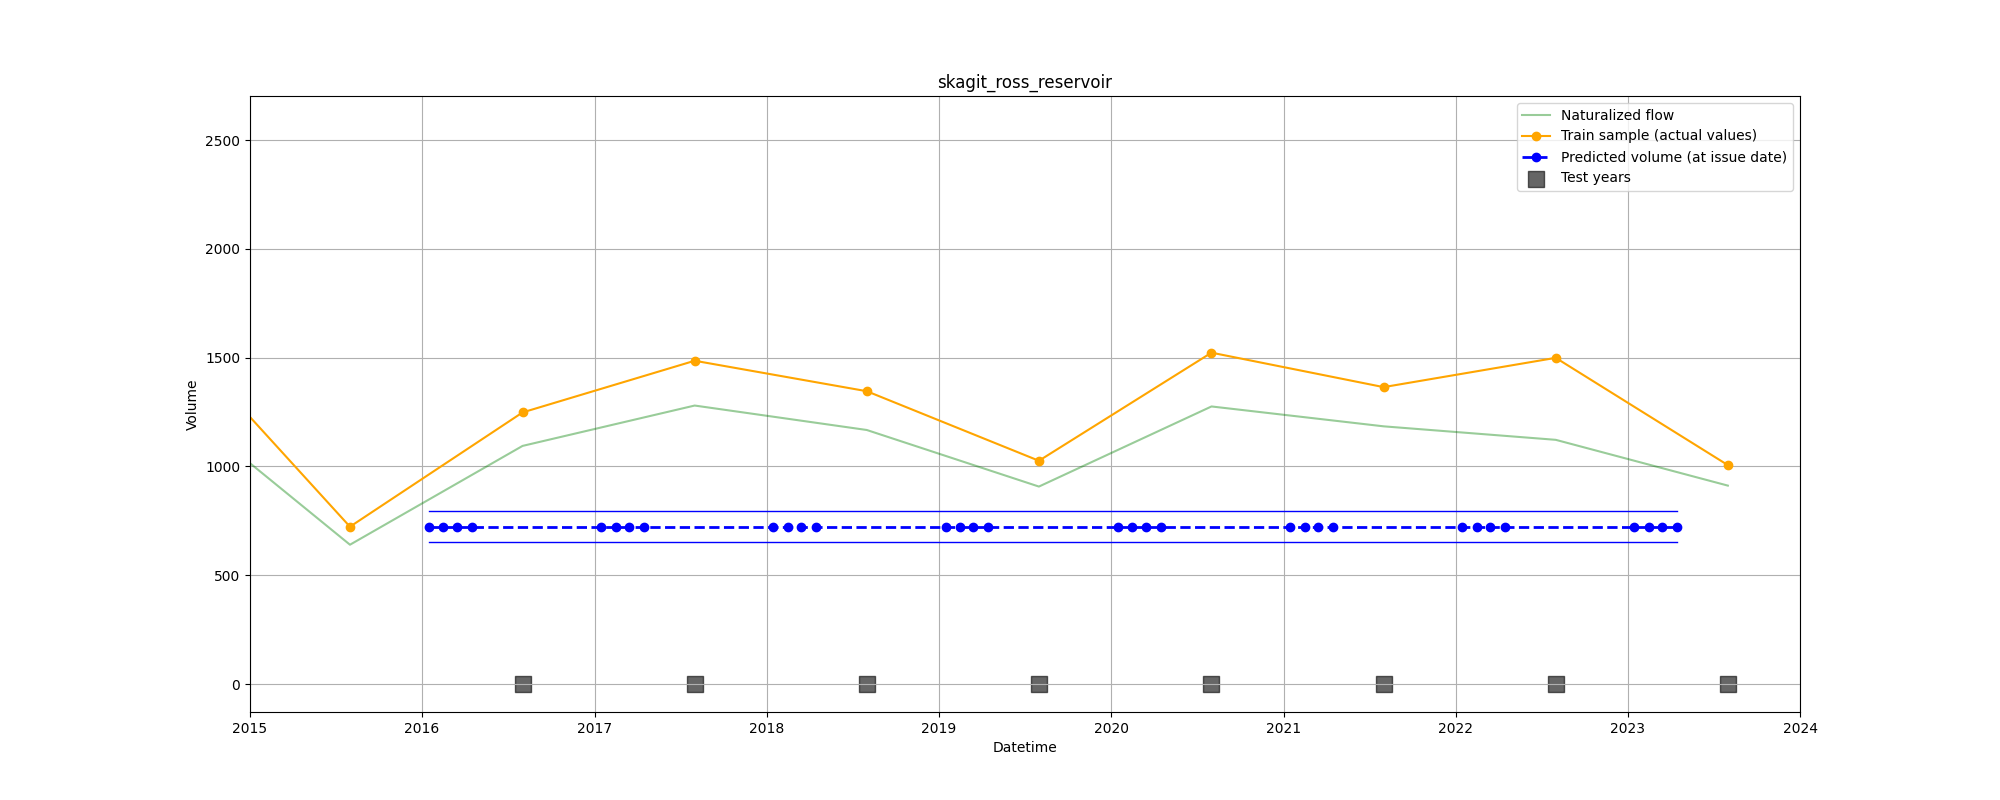 skagit_ross_reservoir
Naturalized flow
Train sample (actual values)
Predicted volume (at issue date)
Test years
2500
2000
1500
1000
500
0
Volume
2015 2016 2017 2018 2019 2020 2021 2022 2023 2024
Datetime